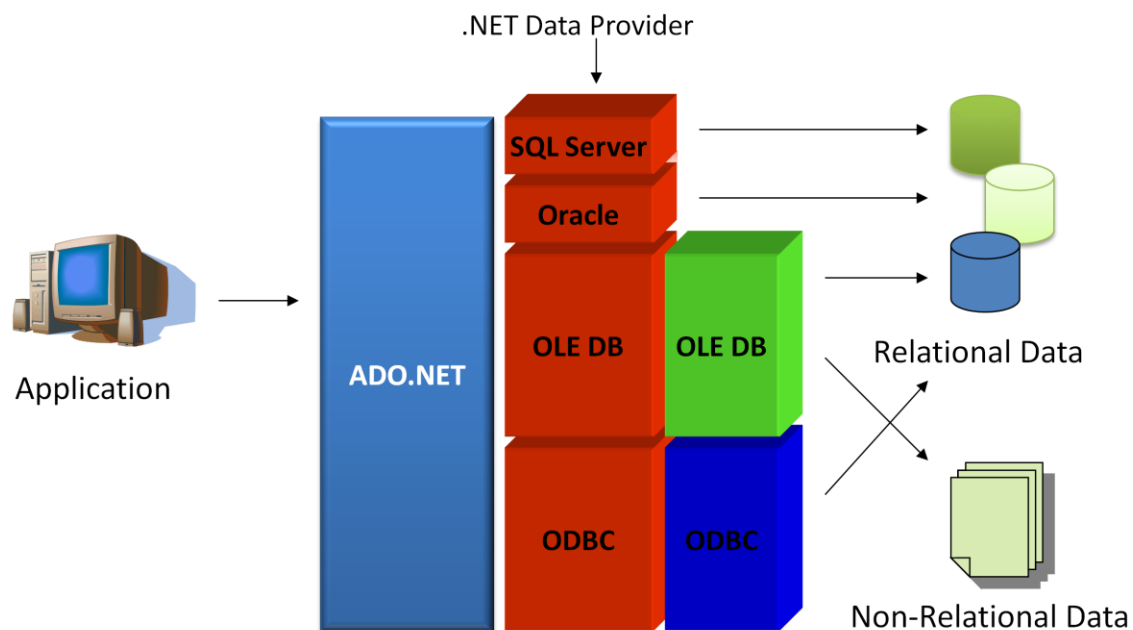 .NET Data Provider
SQL Server
Oracle
OLE DB
OLE DB
Relational Data
ADO.NET
Application
ODBC
ODBC
Non-Relational Data